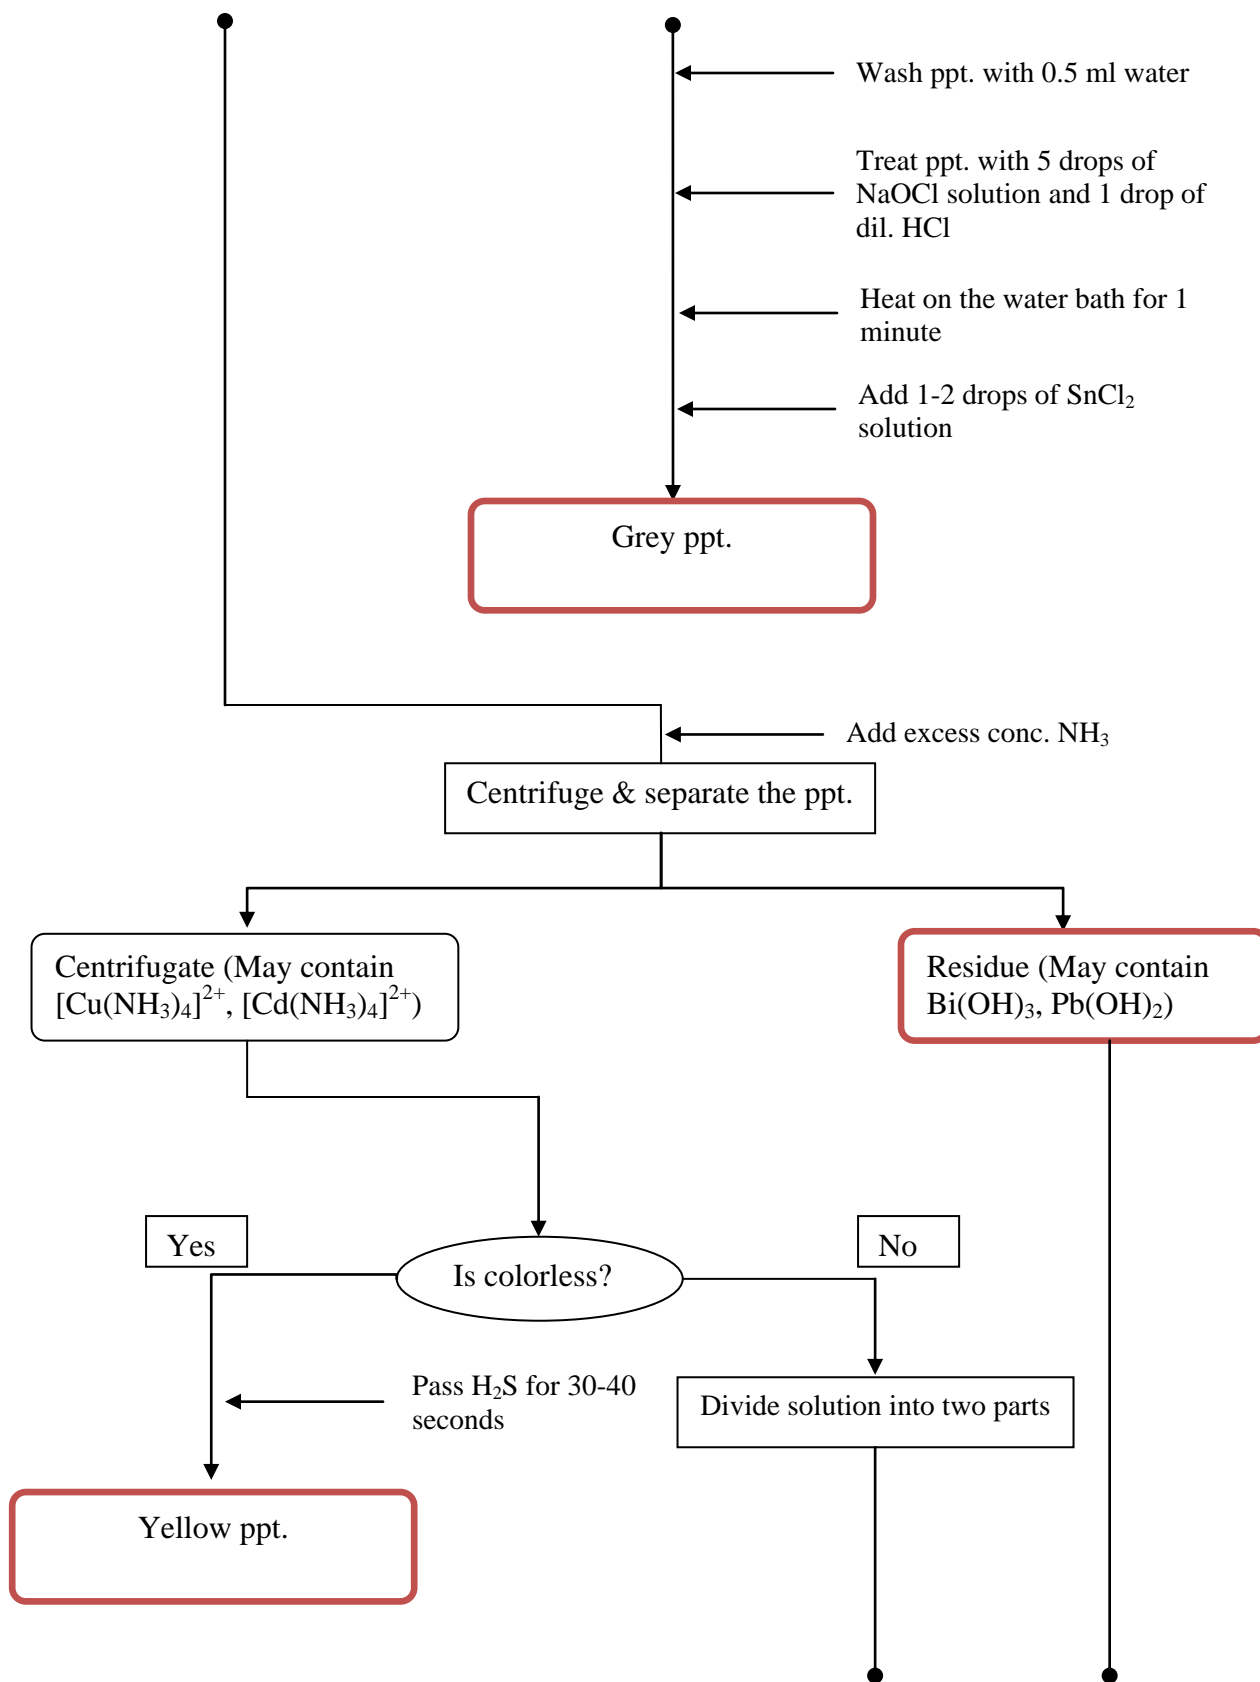 Wash ppt. with 0.5 ml water
Treat ppt. with 5 drops of
NaOCl solution and 1 drop of
dil. HCl
Heat on the water bath for 1
minute
Add 1-2 drops of SnCl₂
solution
Grey ppt.
Add excess conc. NH₃
Centrifuge & separate the ppt.
Centrifugate (May contain
[Cu(NH₃)₄]²⁺, [Cd(NH₃)₄]²⁺)
Residue (May contain
Bi(OH)₃, Pb(OH)₂)
Yes
No
Is colorless?
Pass H₂S for 30-40
seconds
Divide solution into two parts
Yellow ppt.